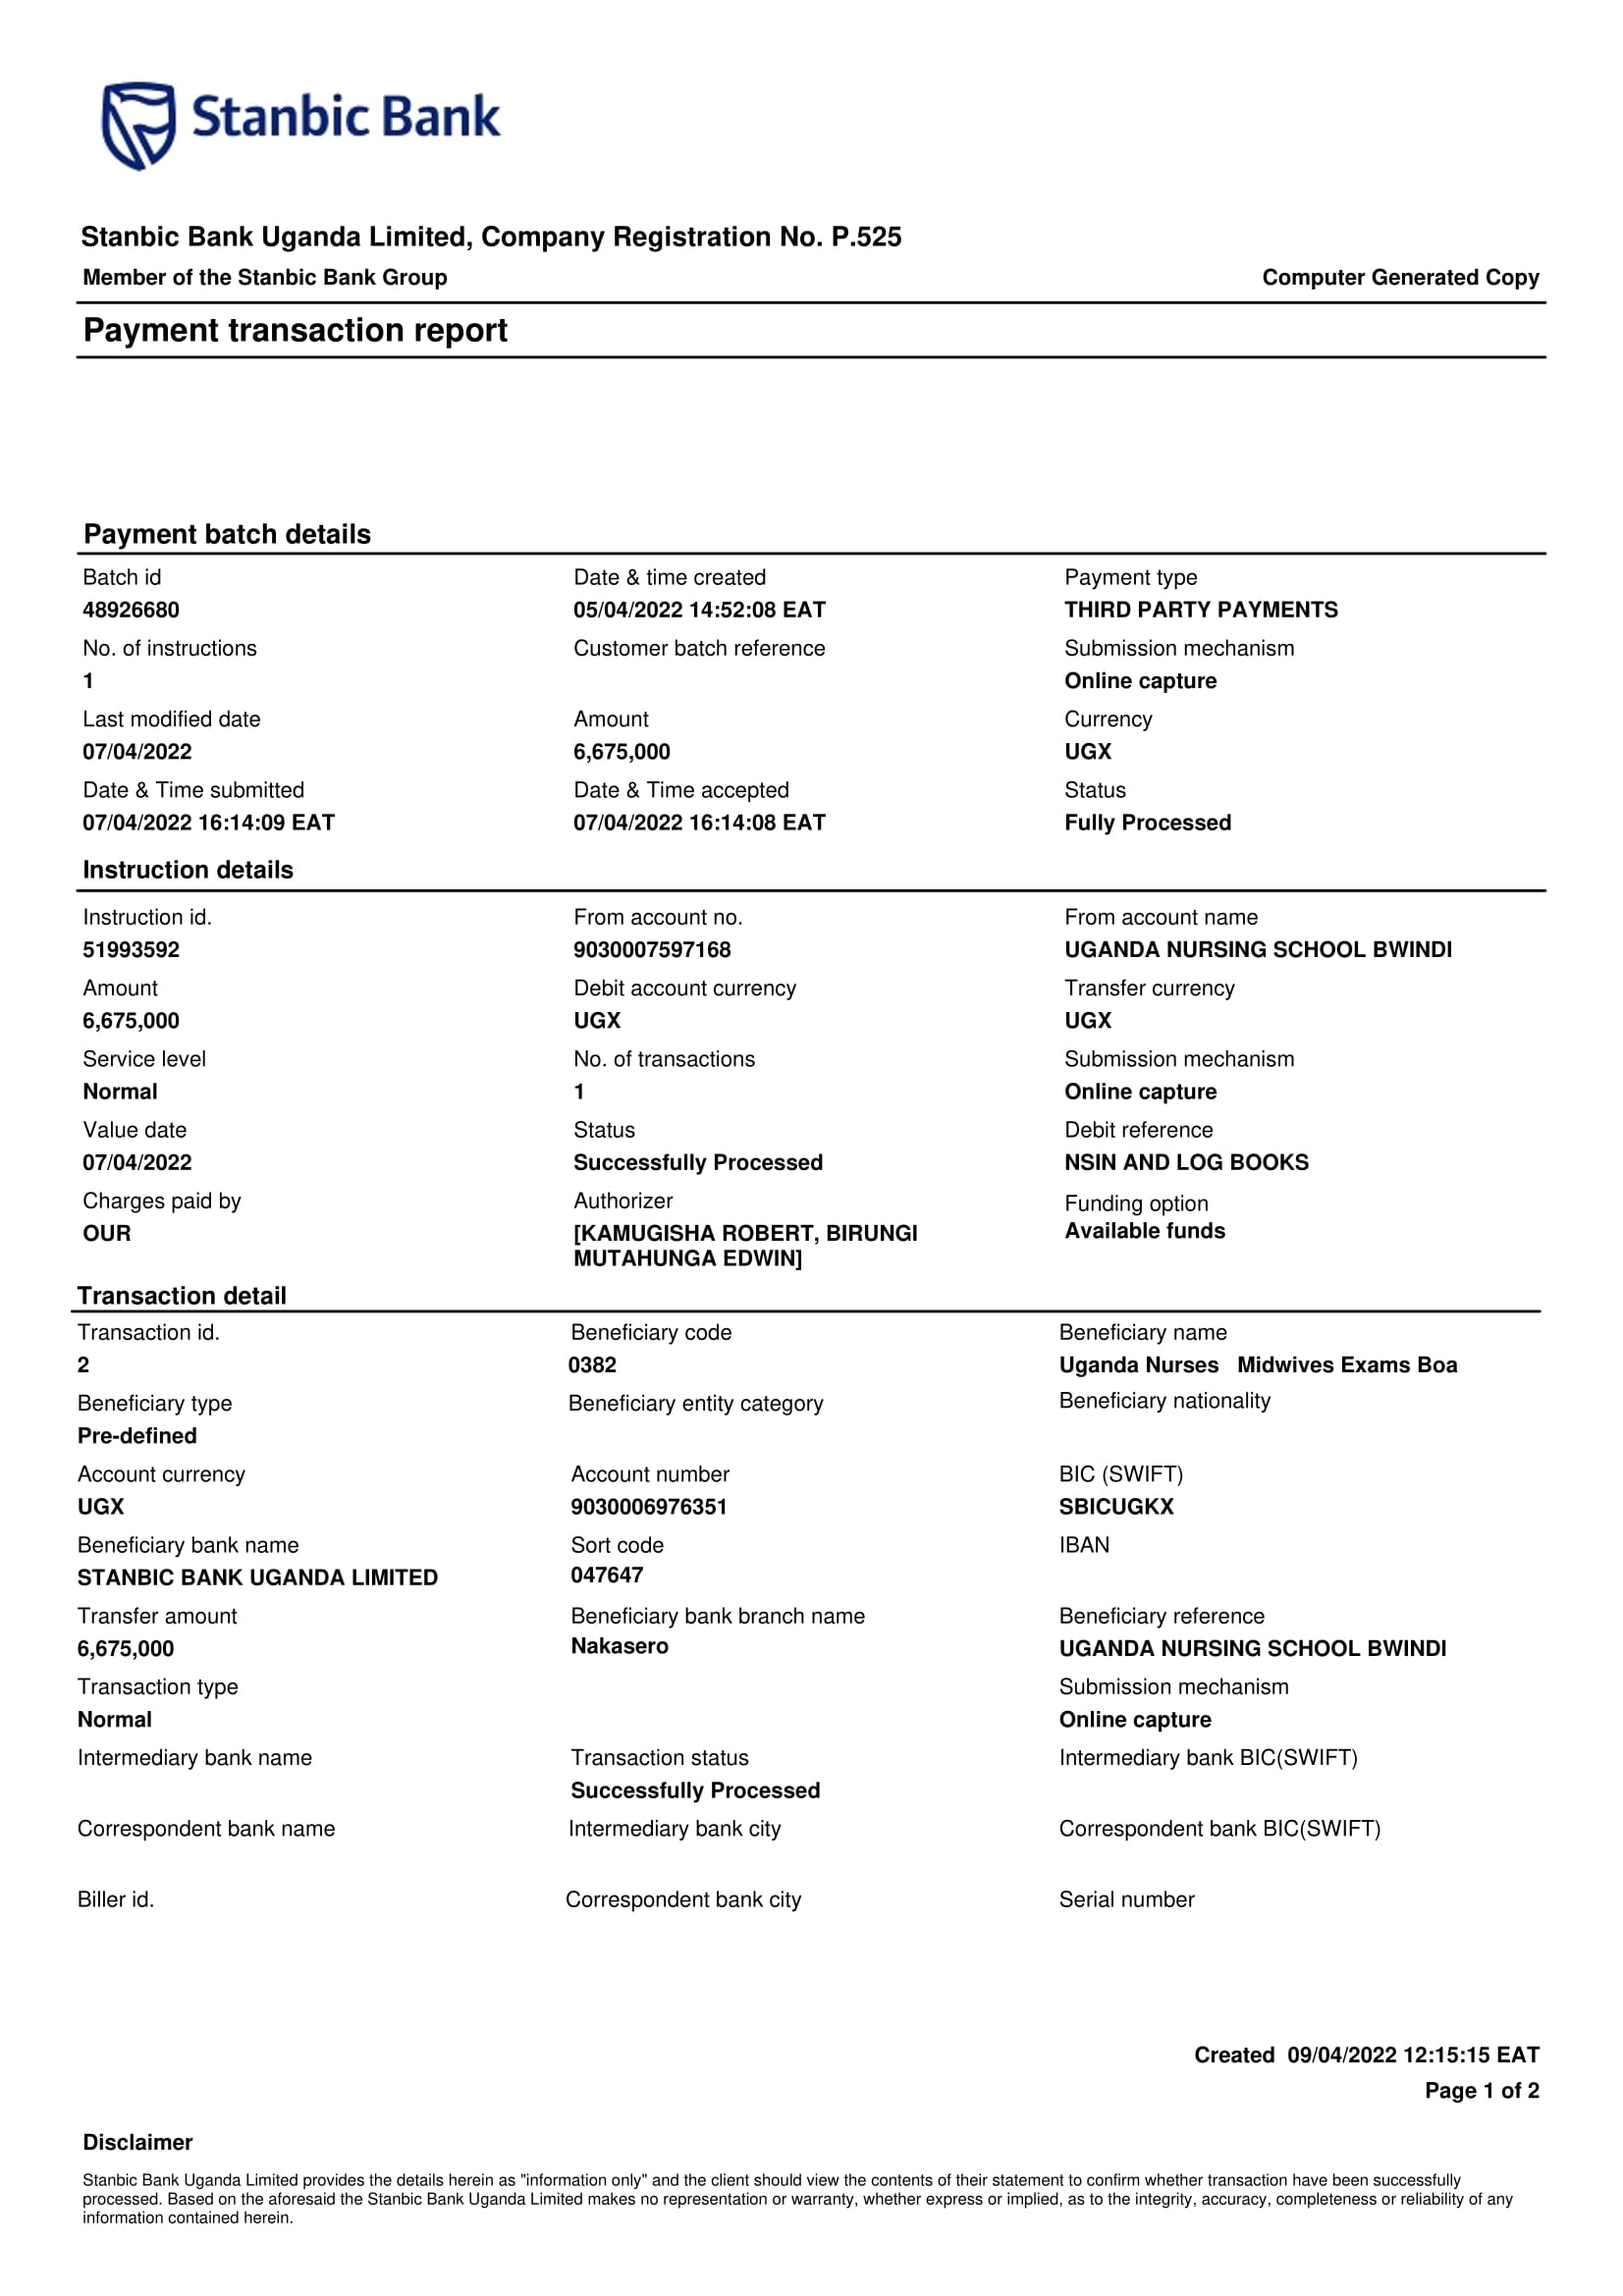 Stanbic Bank
Stanbic Bank Uganda Limited, Company Registration No. P.525
Member of the Stanbic Bank Group Computer Generated Copy
Payment transaction report
Payment batch details
Batch id Date & time created Payment type
48926680 05/04/2022 14:52:08 EAT THIRD PARTY PAYMENTS
No. of instructions Customer batch reference Submission mechanism
1 Online capture
Last modified date Amount Currency
07/04/2022 6,675,000 UGX
Date & Time submitted Date & Time accepted Status
07/04/2022 16:14:09 EAT 07/04/2022 16:14:08 EAT Fully Processed
Instruction details
Instruction id. From account no. From account name
51993592 9030007597168 UGANDA NURSING SCHOOL BWINDI
Amount Debit account currency Transfer currency
6,675,000 UGX UGX
Service level No. of transactions Submission mechanism
Normal 1 Online capture
Value date Status Debit reference
07/04/2022 Successfully Processed NSIN AND LOG BOOKS
Charges paid by Authorizer Funding option
OUR [KAMUGISHA ROBERT, BIRUNGI Available funds
MUTAHUNGA EDWIN]
Transaction detail
Transaction id. Beneficiary code Beneficiary name
2 0382 Uganda Nurses Midwives Exams Boa
Beneficiary type Beneficiary entity category Beneficiary nationality
Pre-defined
Account currency Account number BIC (SWIFT)
UGX 9030006976351 SBICUGKX
Beneficiary bank name Sort code IBAN
STANBIC BANK UGANDA LIMITED 047647
Transfer amount Beneficiary bank branch name Beneficiary reference
6,675,000 Nakasero UGANDA NURSING SCHOOL BWINDI
Transaction type Submission mechanism
Normal Online capture
Intermediary bank name Transaction status Intermediary bank BIC(SWIFT)
Successfully Processed
Correspondent bank name Intermediary bank city Correspondent bank BIC(SWIFT)
Biller id. Correspondent bank city Serial number
Created 09/04/2022 12:15:15 EAT
Page 1 of 2
Disclaimer
Stanbic Bank Uganda Limited provides the details herein as "information only" and the client should view the contents of their statement to confirm whether transaction have been successfully
processed. Based on the aforesaid the Stanbic Bank Uganda Limited makes no representation or warranty, whether express or implied, as to the integrity, accuracy, completeness or reliability of any
information contained herein.